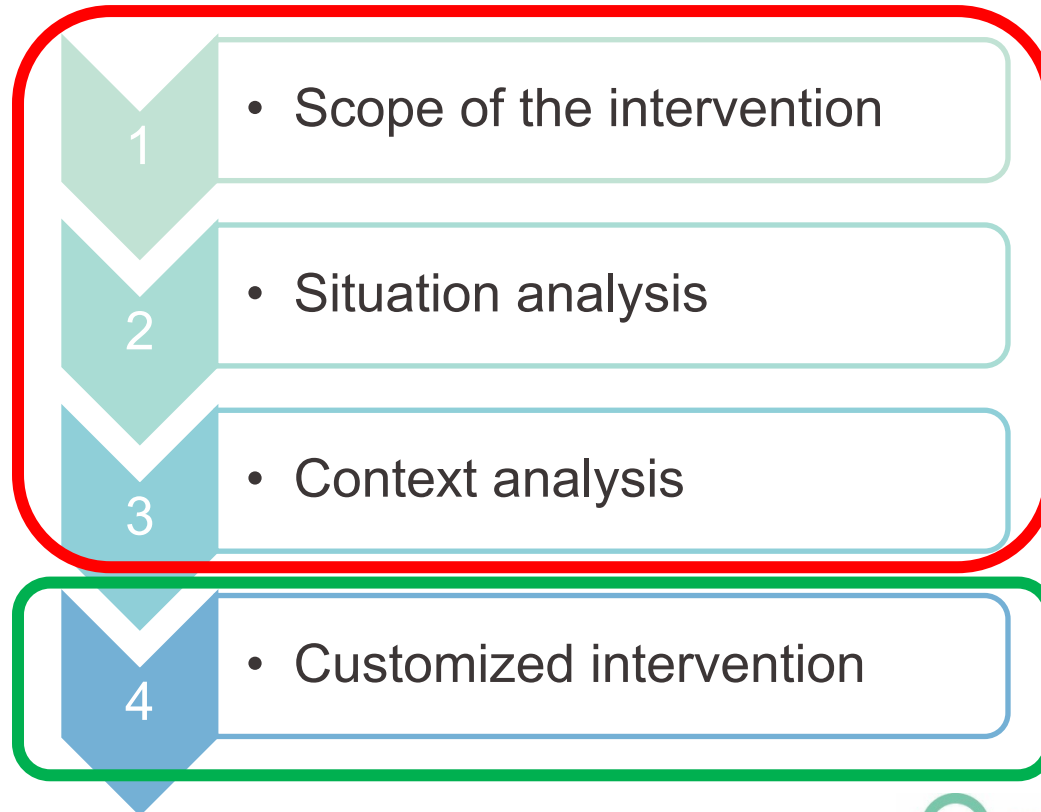 1
• Scope of the intervention
2
• Situation analysis
3
• Context analysis
4
• Customized intervention